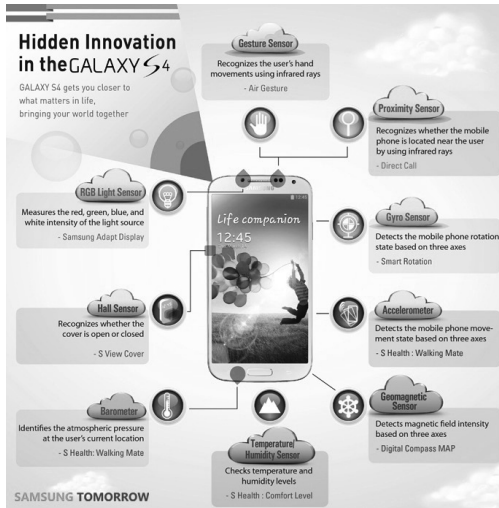 Hidden Innovation
in the GALAXY S4
GALAXY S4 gets you closer to
what matters in life,
bringing your world together
Gesture Sensor
Recognizes the user's hand
movements using infrared rays
- Air Gesture
Proximity Sensor
Recognizes whether the mobile
phone is located near the user
by using infrared rays
- Direct Call
RGB Light Sensor
Measures the red, green, blue, and
white intensity of the light source
- Samsung Adapt Display
Gyro Sensor
Detects the mobile phone rotation
state based on three axes
- Smart Rotation
Life companion
12:45
Hall Sensor
Recognizes whether the
cover is open or closed
- S View Cover
Accelerometer
Detects the mobile phone move-
ment state based on three axes
- S Health : Walking Mate
Barometer
Identifies the atmospheric pressure
at the user's current location
- S Health: Walking Mate
Geomagnetic
Sensor
Detects magnetic field intensity
based on three axes
- Digital Compass MAP
Temperature/
Humidity Sensor
Checks temperature and
humidity levels
- S Health : Comfort Level
SAMSUNG TOMORROW